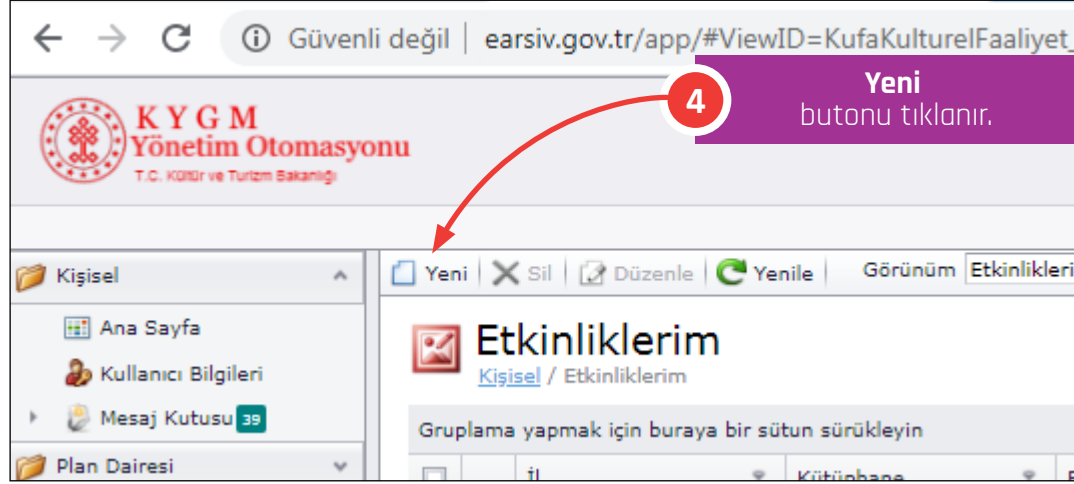 Güvenli değil | earsiv.gov.tr/app/#ViewID=KufaKulturelFaaliyet_
4
Yeni
butonu tıklanır.
K Y G M
Yönetim Otomasyonu
T.C. Kültür ve Turizm Bakanlığı
Kişisel
Yeni Sil Düzenle Yenile Görünüm Etkinlikleri
Ana Sayfa
Kullanıcı Bilgileri
Mesaj Kutusu 39
Plan Dairesi
Etkinliklerim
Kişisel / Etkinliklerim
Gruplama yapmak için buraya bir sütun sürükleyin
İl Kütüphane